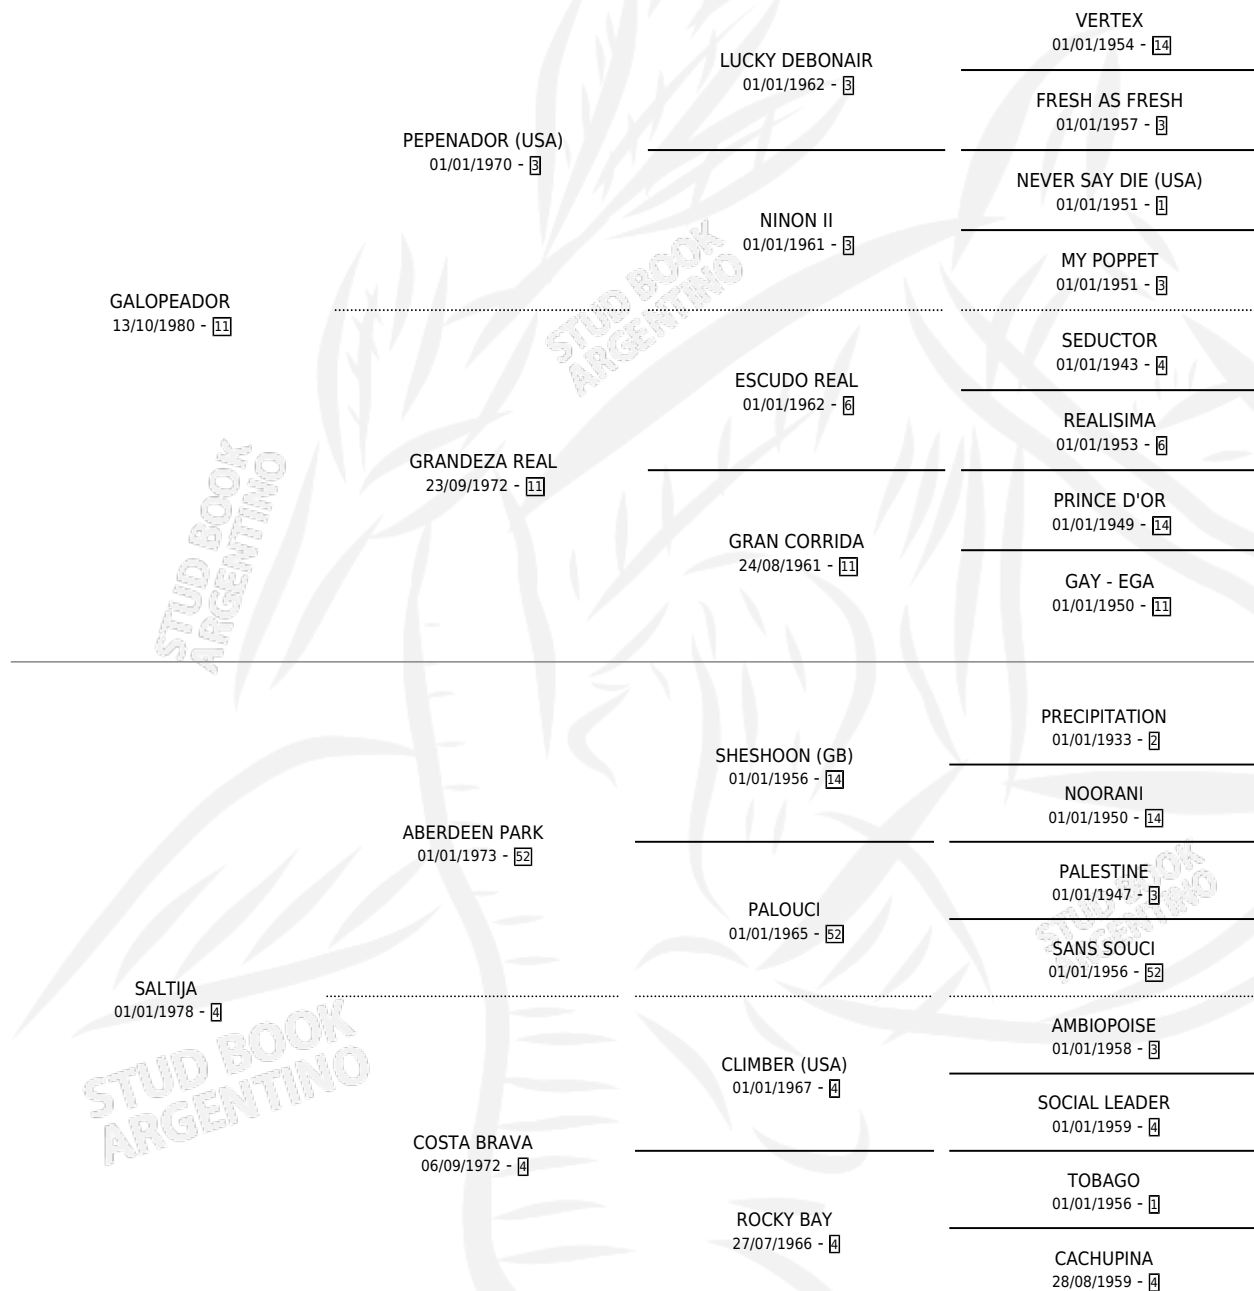 VERTEX
01/01/1954 - 14
LUCKY DEBONAIR
01/01/1962 - 3
FRESH AS FRESH
01/01/1957 - 3
PEPENADOR (USA)
01/01/1970 - 3
NEVER SAY DIE (USA)
01/01/1951 - 1
NINON II
01/01/1961 - 3
MY POPPET
01/01/1951 - 3
GALOPEADOR
13/10/1980 - 11
SEDUCTOR
01/01/1943 - 4
ESCUDO REAL
01/01/1962 - 6
REALISIMA
01/01/1953 - 6
GRANDEZA REAL
23/09/1972 - 11
PRINCE D'OR
01/01/1949 - 14
GRAN CORRIDA
24/08/1961 - 11
GAY - EGA
01/01/1950 - 11
PRECIPITATION
01/01/1933 - 2
SHESHOON (GB)
01/01/1956 - 14
NOORANI
01/01/1950 - 14
ABERDEEN PARK
01/01/1973 - 52
PALESTINE
01/01/1947 - 3
PALOUCI
01/01/1965 - 52
SANS SOUCI
01/01/1956 - 52
SALTIJA
01/01/1978 - 4
AMBIOPOISE
01/01/1958 - 3
CLIMBER (USA)
01/01/1967 - 4
SOCIAL LEADER
01/01/1959 - 4
COSTA BRAVA
06/09/1972 - 4
TOBAGO
01/01/1956 - 1
ROCKY BAY
27/07/1966 - 4
CACHUPINA
28/08/1959 - 4
STUD BOOK
ARGENTINO
STUD BOOK
ARGENTINO
STUD BOOK
ARGENTINO
STUD BOOK
ARGENTINO